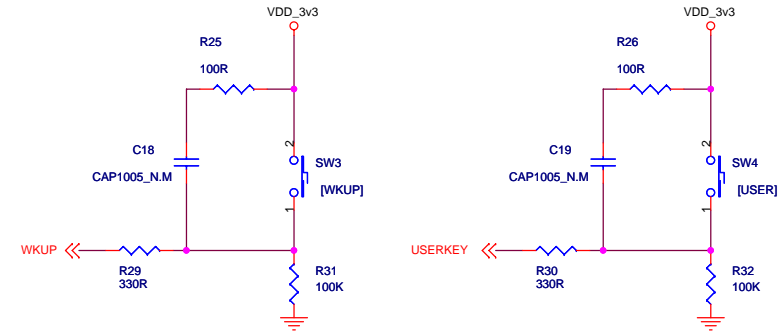 VDD_3v3
R25
100R
C18
CAP1005_N.M
2
SW3
[WKUP]
1
WKUP
R29
330R
R31
100K
VDD_3v3
R26
100R
C19
CAP1005_N.M
2
SW4
[USER]
1
USERKEY
R30
330R
R32
100K